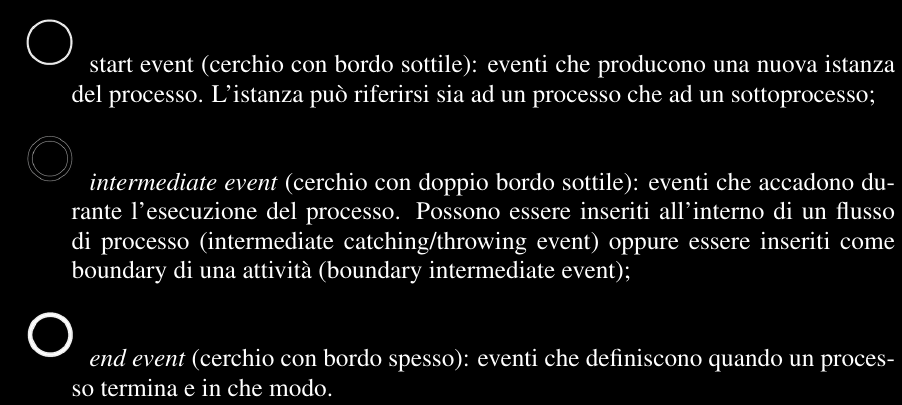 start event (cerchio con bordo sottile): eventi che producono una nuova istanza
del processo. L'istanza può riferirsi sia ad un processo che ad un sottoprocesso;
intermediate event (cerchio con doppio bordo sottile): eventi che accadono du-
rante l'esecuzione del processo. Possono essere inseriti all'interno di un flusso
di processo (intermediate catching/throwing event) oppure essere inseriti come
boundary di una attività (boundary intermediate event);
end event (cerchio con bordo spesso): eventi che definiscono quando un proces-
so termina e in che modo.